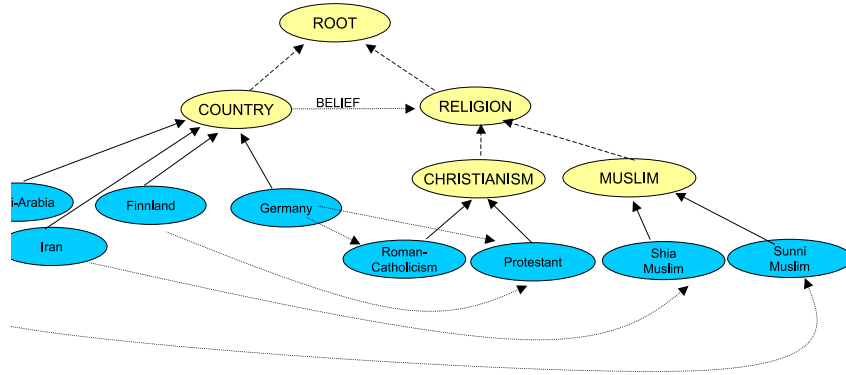 ROOT
COUNTRY
BELIEF
RELIGION
CHRISTIANISM
MUSLIM
i-Arabia
Finnland
Germany
Iran
Roman-
Catholicism
Protestant
Shia
Muslim
Sunni
Muslim